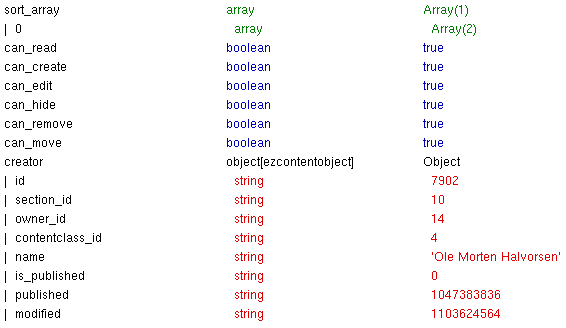 sort_array array Array(1)
| 0 array Array(2)
can_read boolean true
can_create boolean true
can_edit boolean true
can_hide boolean true
can_remove boolean true
can_move boolean true
creator object[ezcontentobject] Object
| id string 7902
| section_id string 10
| owner_id string 14
| contentclass_id string 4
| name string 'Ole Morten Halvorsen'
| is_published string 0
| published string 1047383836
| modified string 1103624564